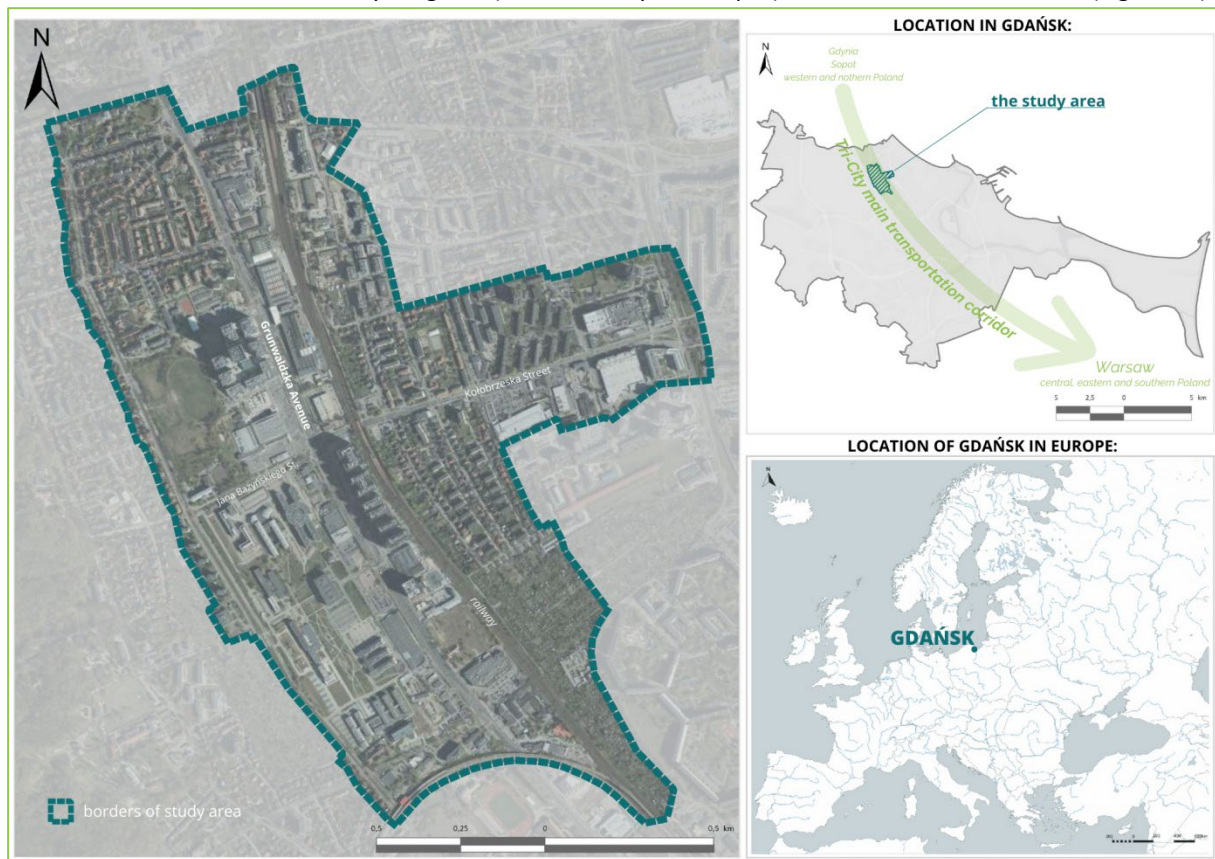 N
Grunwaldzka Avenue
Kołobrzeska Street
Jana Bażyńskiego St.
railway
borders of study area
0,5 0,25 0 0,5 km
LOCATION IN GDAŃSK:
N
Gdynia
Sopot
western and nothern Poland
the study area
Tri-City main transportation corridor
Warsaw
central, eastern and southern Poland
5 2,5 0 5 km
LOCATION OF GDAŃSK IN EUROPE:
N
GDAŃSK